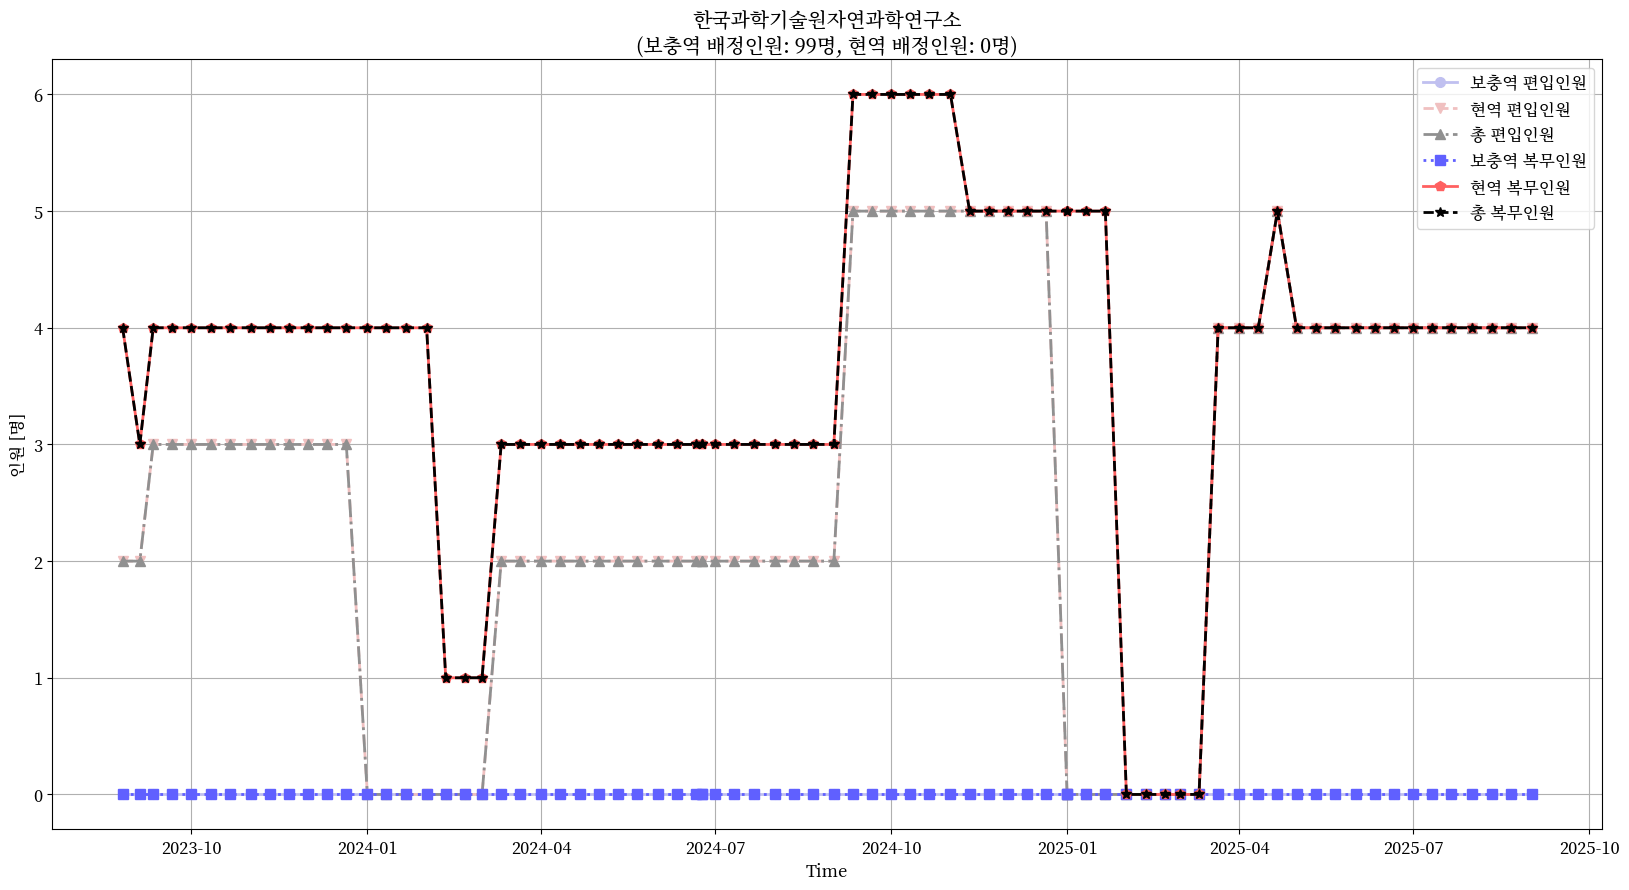 한국과학기술원자연과학연구소
(보충역 배정인원: 99명, 현역 배정인원: 0명)
보충역 편입인원
현역 편입인원
총 편입인원
보충역 복무인원
현역 복무인원
총 복무인원
인원 [명]
6
5
4
3
2
1
0
2023-10
2024-01
2024-04
2024-07
2024-10
2025-01
2025-04
2025-07
2025-10
Time